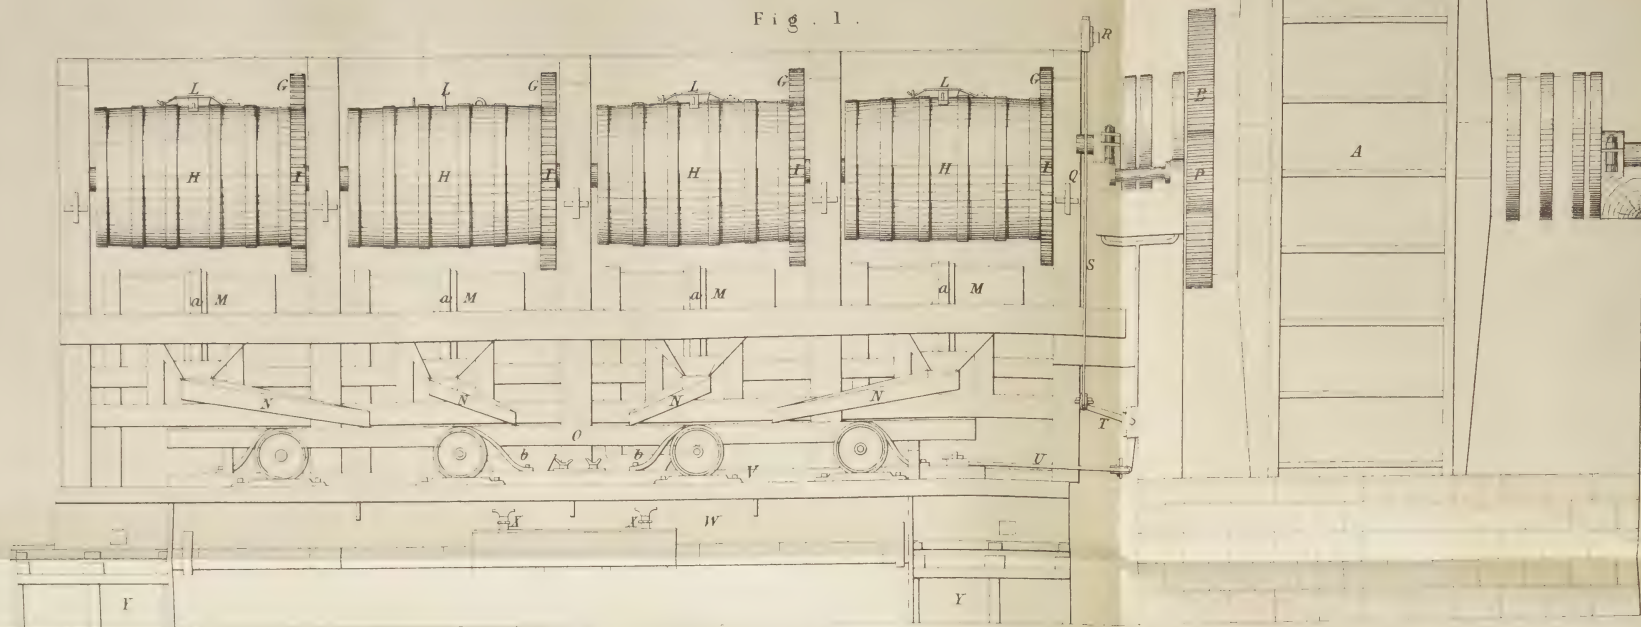 Fig. 1.
R
L G L G L G L G
B
H I H I H I H I Q P A
S
a M a M a M a M
N N N N
T
O
b b
V U
X X W
Y Y